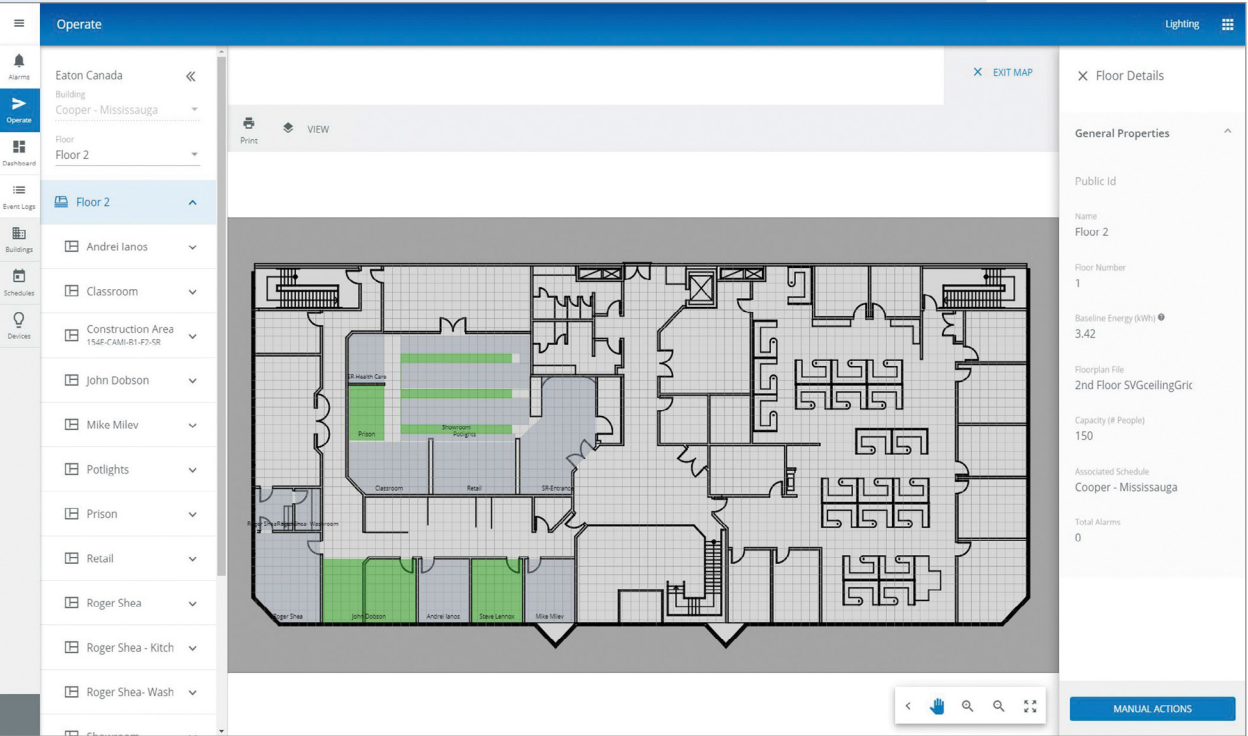 Operate
Lighting
Alarms
Operate
Dashboard
Event Logs
Buildings
Schedules
Devices
Eaton Canada
Building
Cooper - Mississauga
Floor
Floor 2
Floor 2
Andrei Ianos
Classroom
Construction Area
154E-CAMI-B1-F2-SR
John Dobson
Mike Milev
Potlights
Prison
Retail
Roger Shea
Roger Shea - Kitch
Roger Shea- Wash
Showroom
EXIT MAP
Print
VIEW
ER Health Care
Prison
Showroom
Potlights
Classroom
Retail
SR-Entrance
Roger Shea
John Dobson
Andrei Ianos
Steve Lennox
Mike Milev
Floor Details
General Properties
Public Id
Name
Floor 2
Floor Number
1
Baseline Energy (kWh)
3.42
Floorplan File
2nd Floor SVGceilingGric
Capacity (# People)
150
Associated Schedule
Cooper - Mississauga
Total Alarms
0
MANUAL ACTIONS